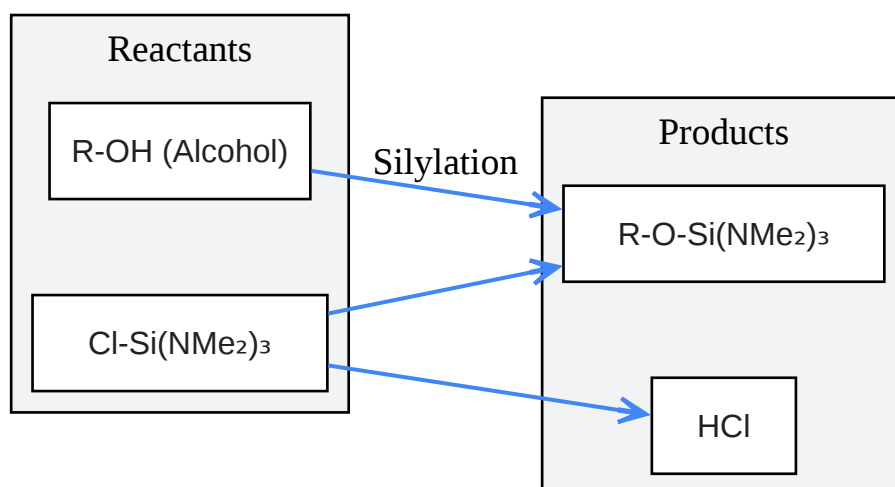 Reactants
R-OH (Alcohol)
Silylation
Cl-Si(NMe₂)₃
Products
R-O-Si(NMe₂)₃
HCl